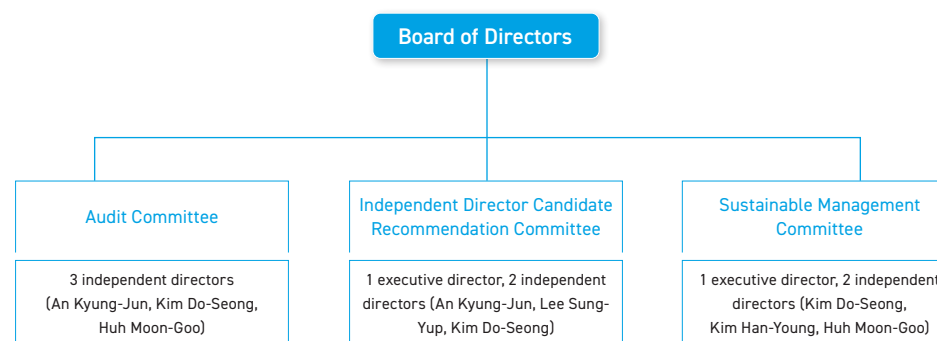 Board of Directors
Audit Committee
Independent Director Candidate
Recommendation Committee
Sustainable Management
Committee
3 independent directors
(An Kyung-Jun, Kim Do-Seong,
Huh Moon-Goo)
1 executive director, 2 independent
directors (An Kyung-Jun, Lee Sung-
Yup, Kim Do-Seong)
1 executive director, 2 independent
directors (Kim Do-Seong,
Kim Han-Young, Huh Moon-Goo)